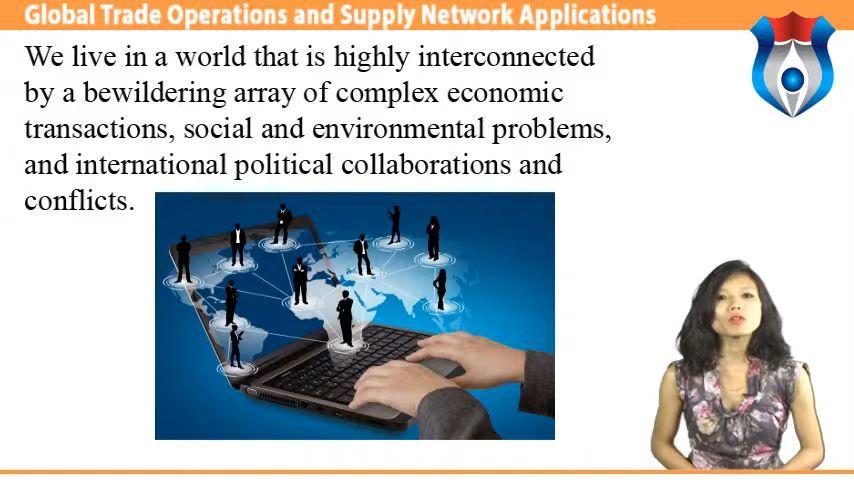 Global Trade Operations and Supply Network Applications
We live in a world that is highly interconnected
by a bewildering array of complex economic
transactions, social and environmental problems,
and international political collaborations and
conflicts.